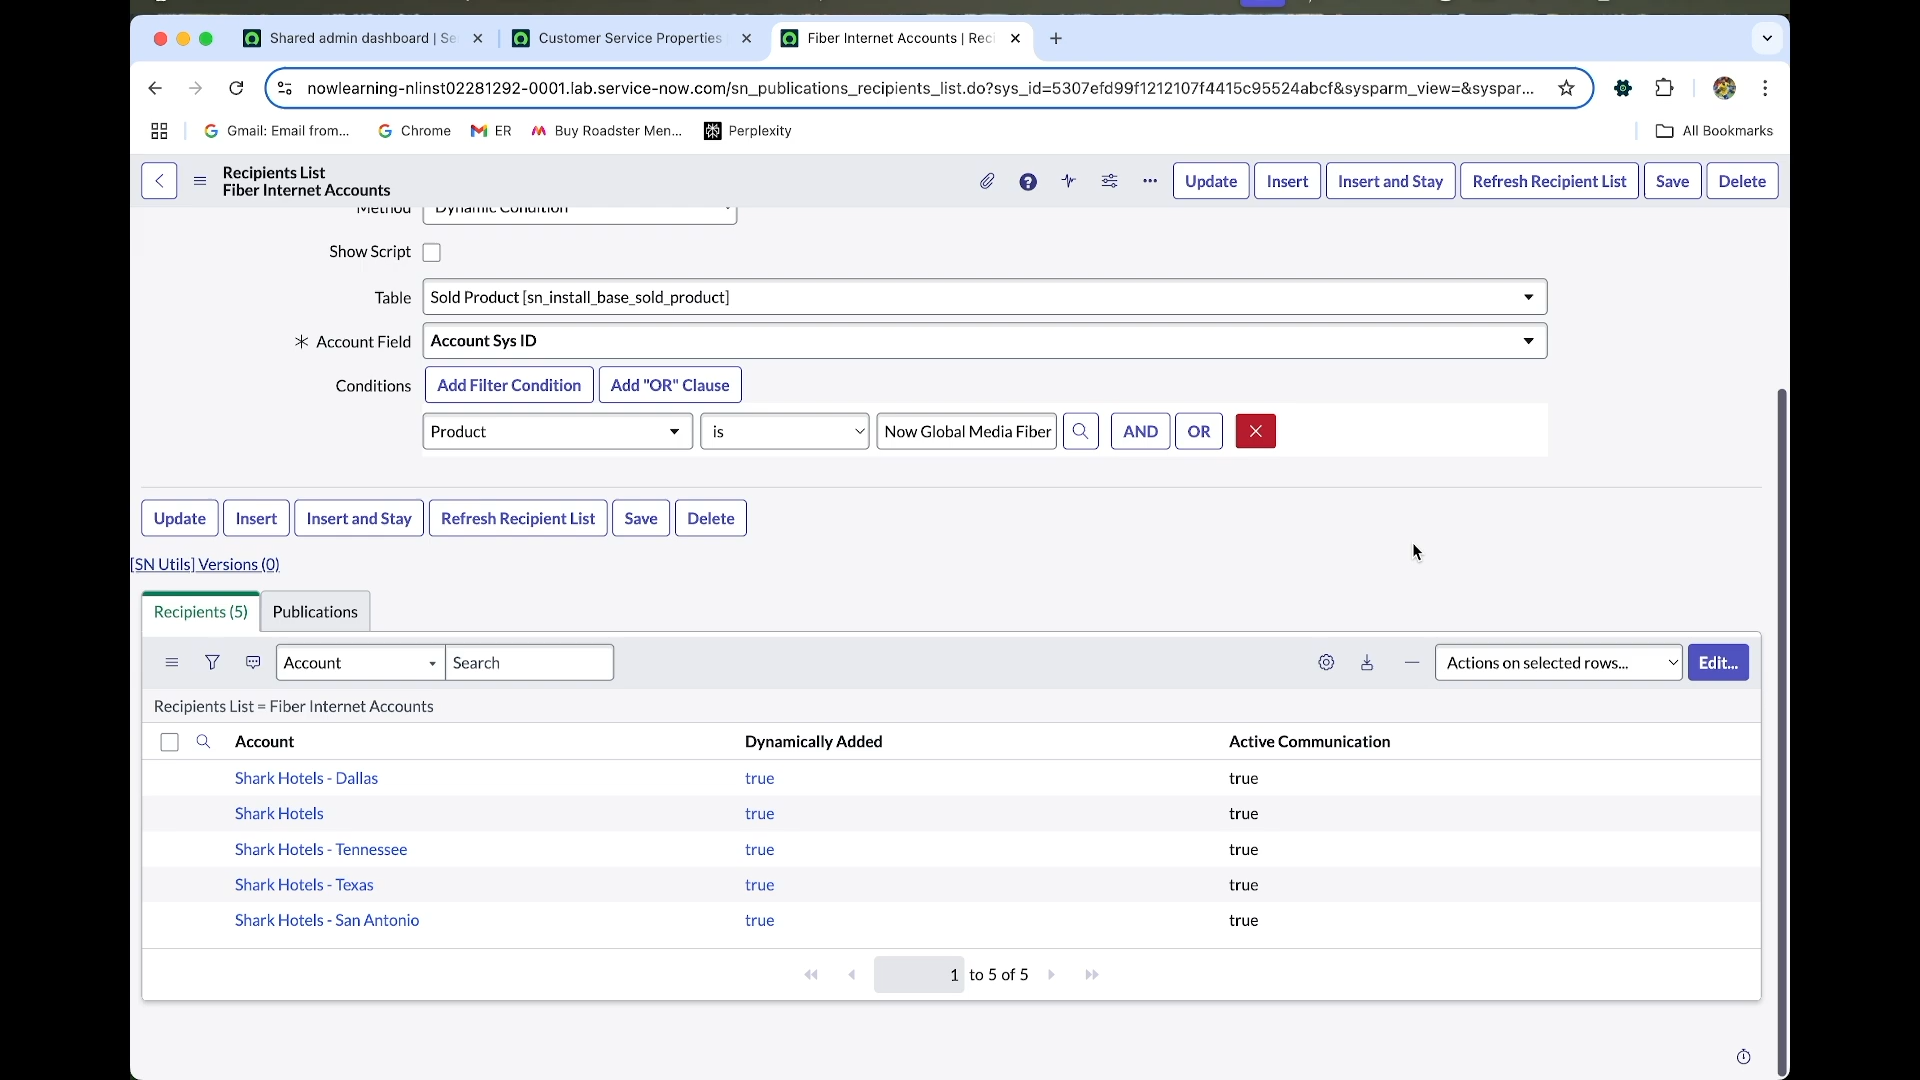 Shared admin dashboard | Se
Customer Service Properties
Fiber Internet Accounts | Reci
nowlearning-nlinst02281292-0001.lab.service-now.com/sn_publications_recipients_list.do?sys_id=5307efd99f1212107f4415c95524abcf&sysparm_view=&syspar...
Gmail: Email from...
Chrome
ER
Buy Roadster Men...
Perplexity
All Bookmarks
Recipients List
Fiber Internet Accounts
Update
Insert
Insert and Stay
Refresh Recipient List
Save
Delete
Method
Dynamic Condition
Show Script
Table
Sold Product [sn_install_base_sold_product]
Account Field
Account Sys ID
Conditions
Add Filter Condition
Add "OR" Clause
Product
is
Now Global Media Fiber
AND
OR
Update
Insert
Insert and Stay
Refresh Recipient List
Save
Delete
[SN Utils] Versions (0)
Recipients (5)
Publications
Account
Search
Actions on selected rows...
Edit...
Recipients List = Fiber Internet Accounts
Account Dynamically Added Active Communication
Shark Hotels - Dallas true true
Shark Hotels true true
Shark Hotels - Tennessee true true
Shark Hotels - Texas true true
Shark Hotels - San Antonio true true
1 to 5 of 5